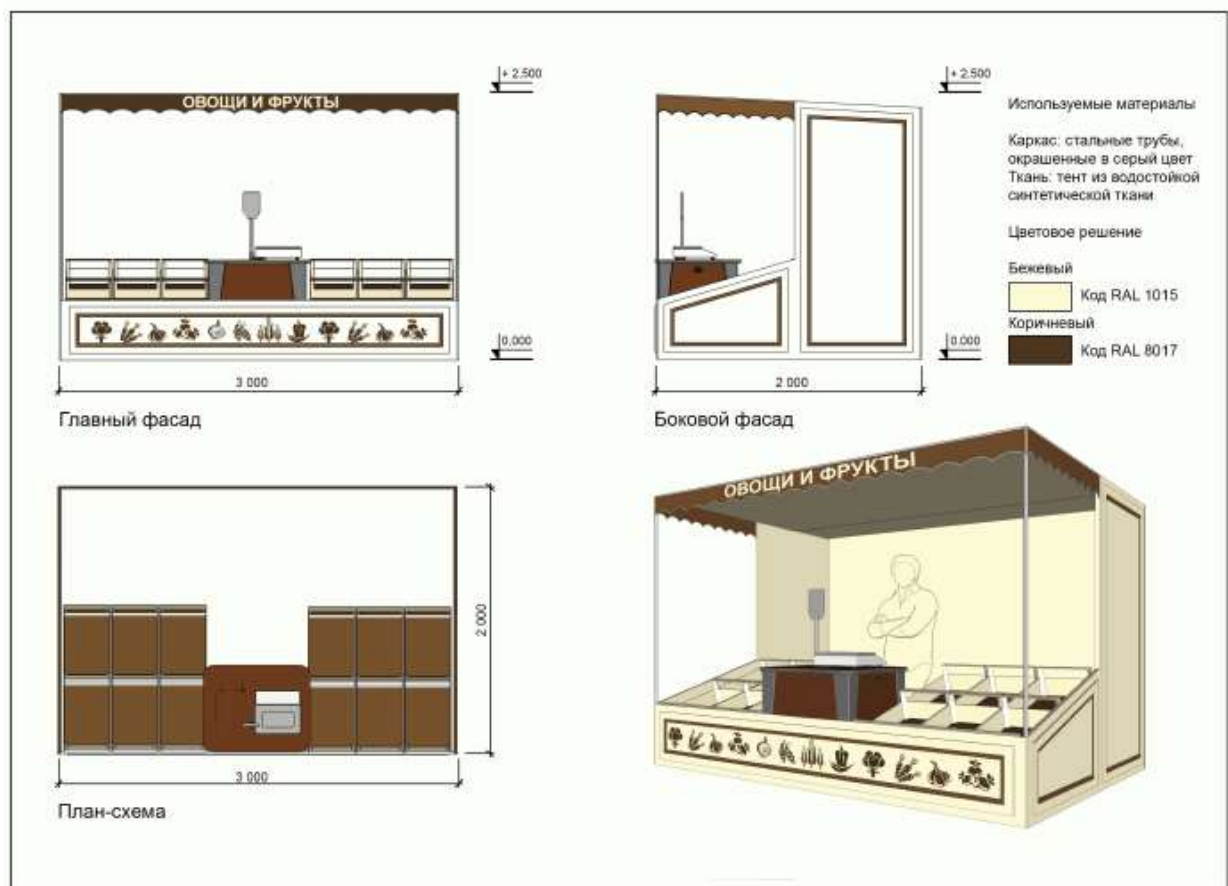 + 2.500
+ 2.500
ОВОЩИ И ФРУКТЫ
Используемые материалы
Каркас: стальные трубы,
окрашенные в серый цвет
Ткань: тент из водостойкой
синтетической ткани
Цветовое решение
Бежевый
Код RAL 1015
Коричневый
Код RAL 8017
0.000
0.000
3 000
2 000
Главный фасад
Боковой фасад
ОВОЩИ И ФРУКТЫ
2 000
3 000
План-схема